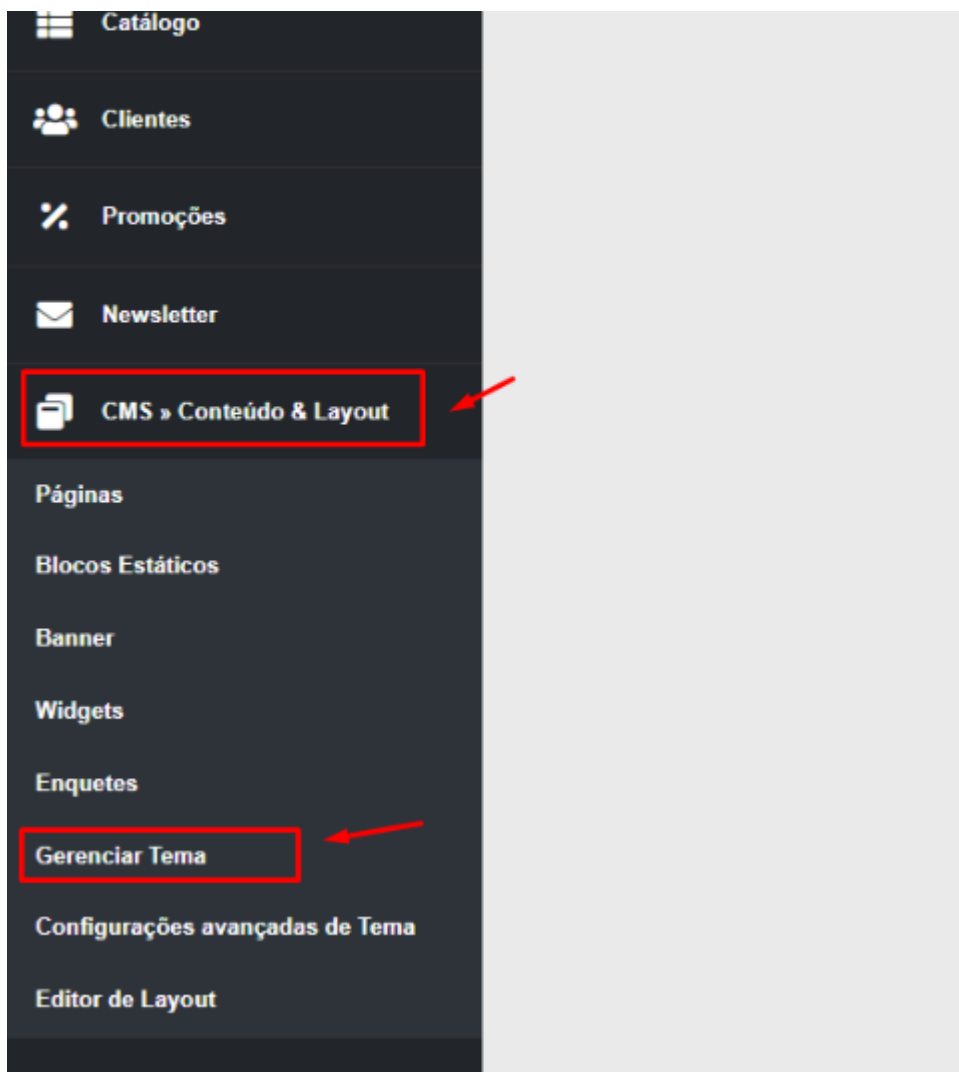 Catálogo
Clientes
Promoções
Newsletter
CMS » Conteúdo & Layout
Páginas
Blocos Estáticos
Banner
Widgets
Enquetes
Gerenciar Tema
Configurações avançadas de Tema
Editor de Layout